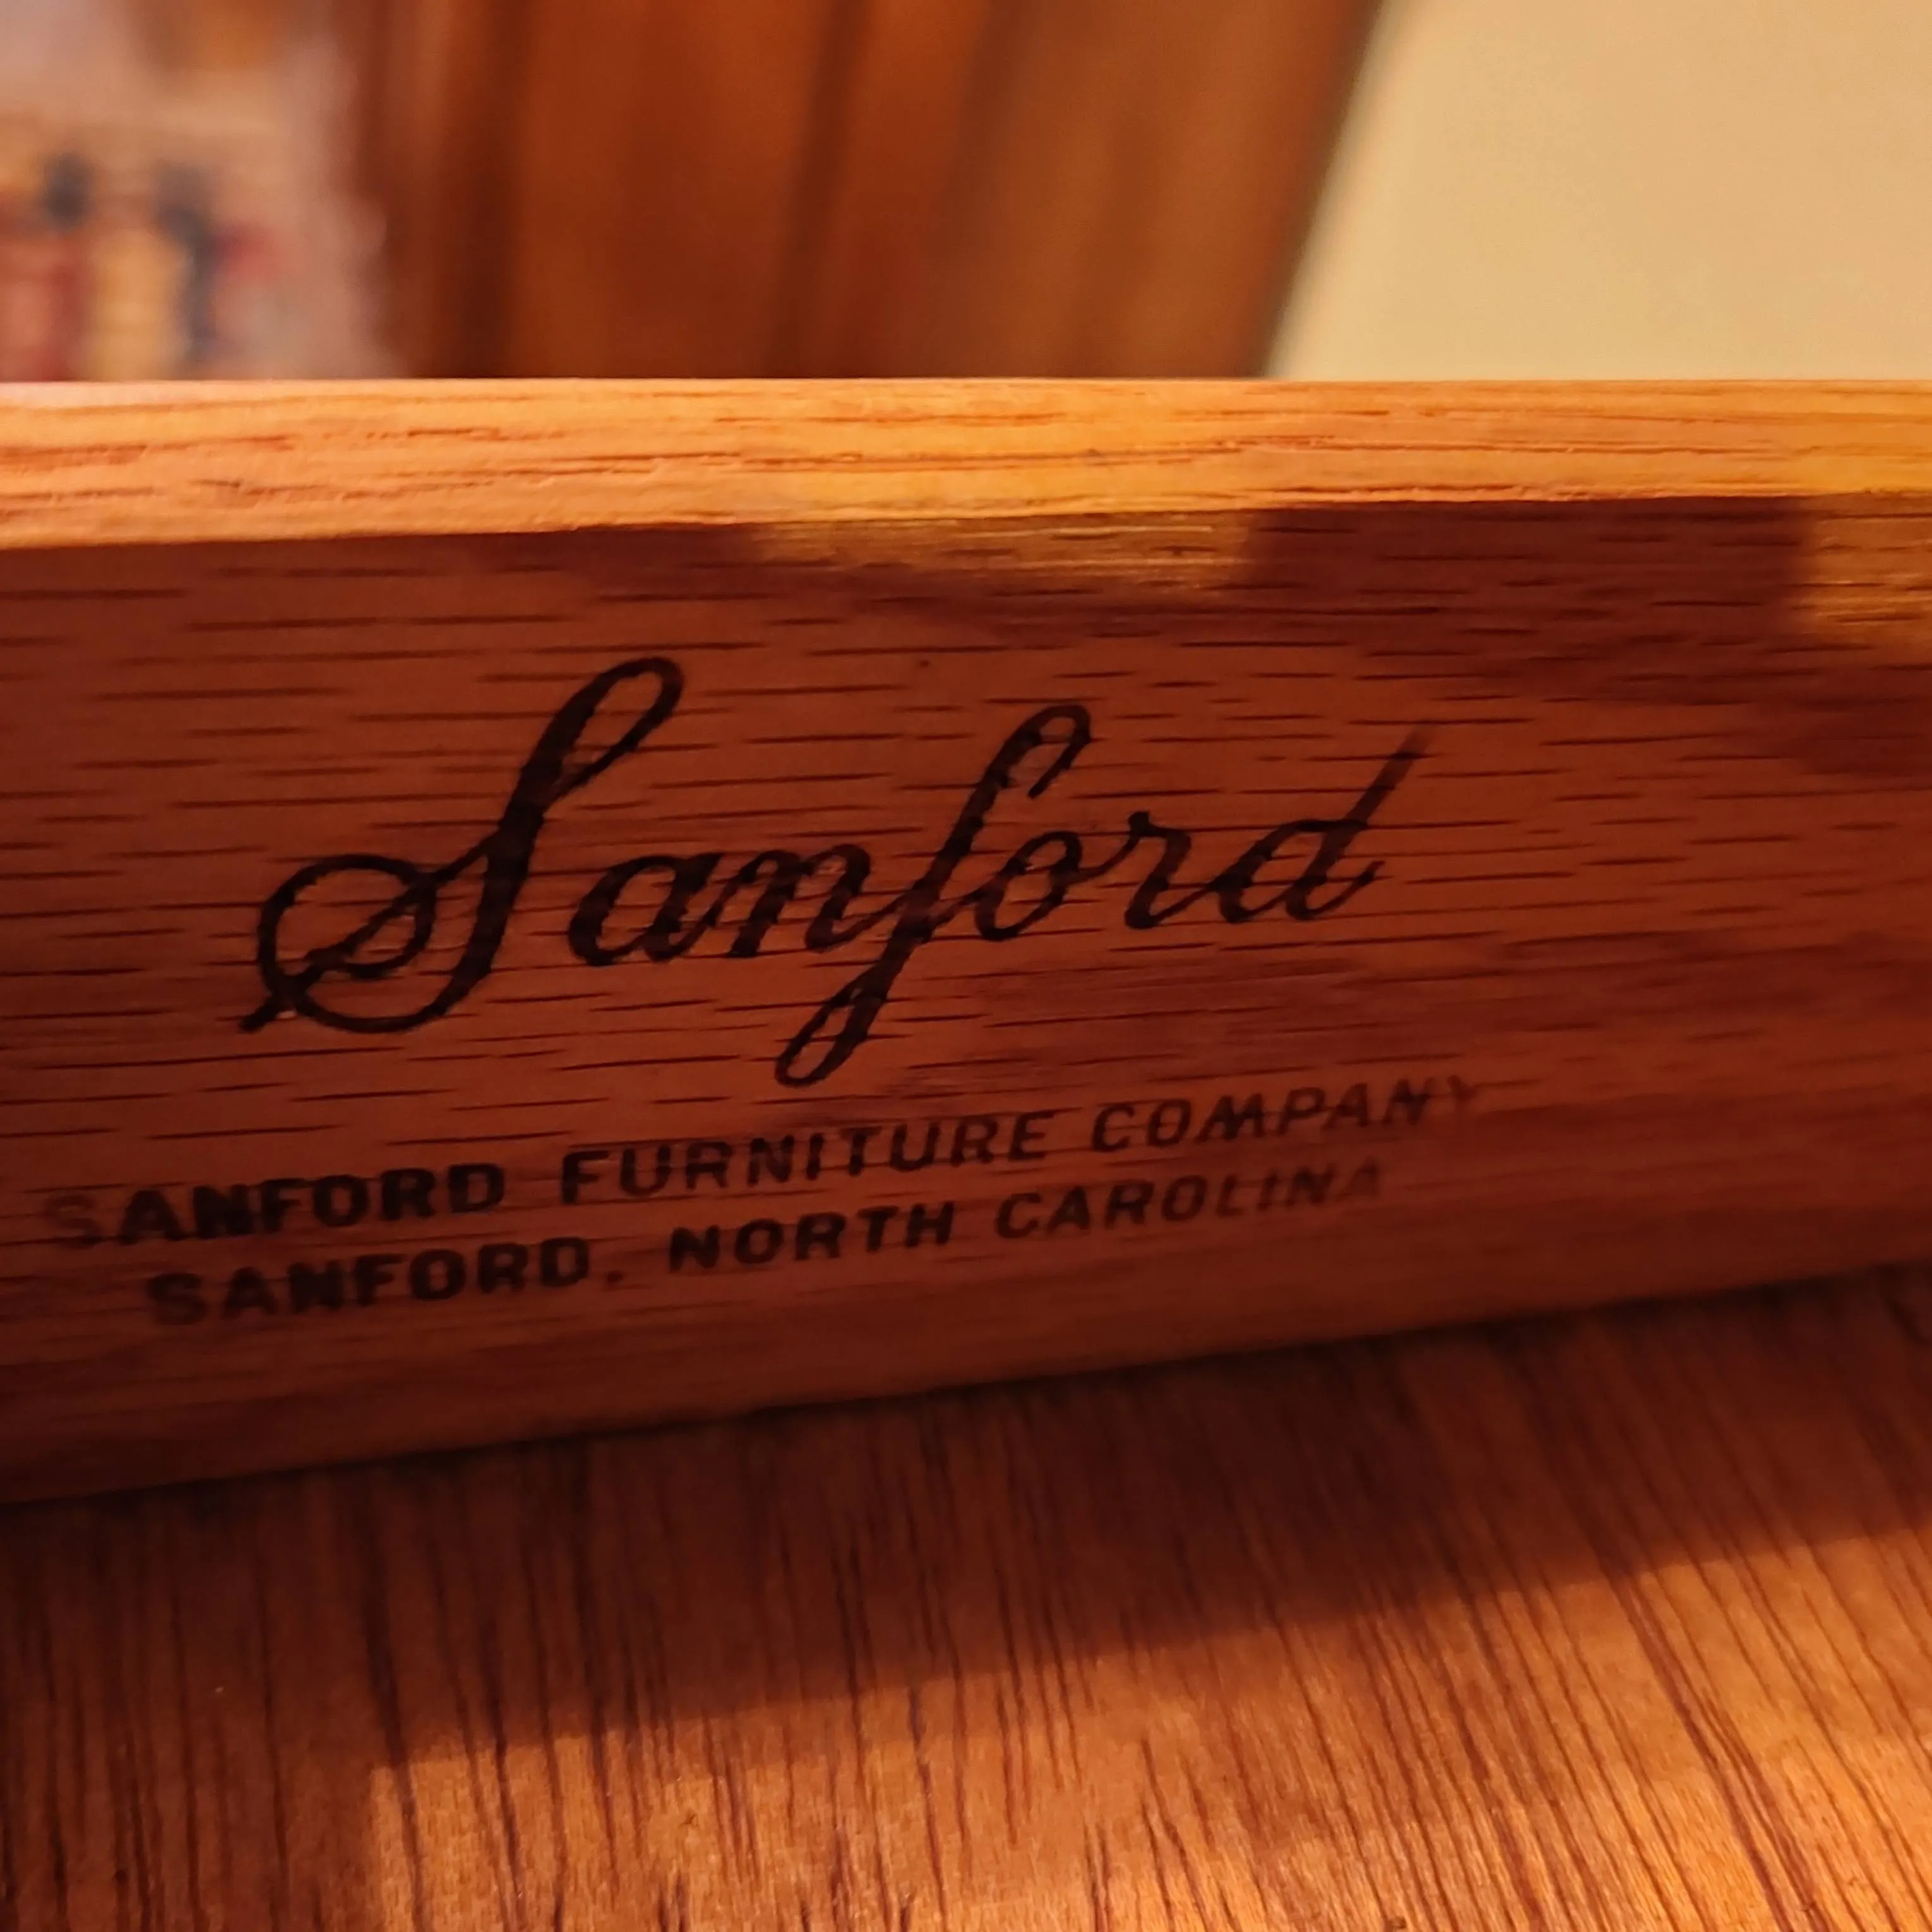 Sanford
SANFORD FURNITURE COMPANY
SANFORD, NORTH CAROLINA